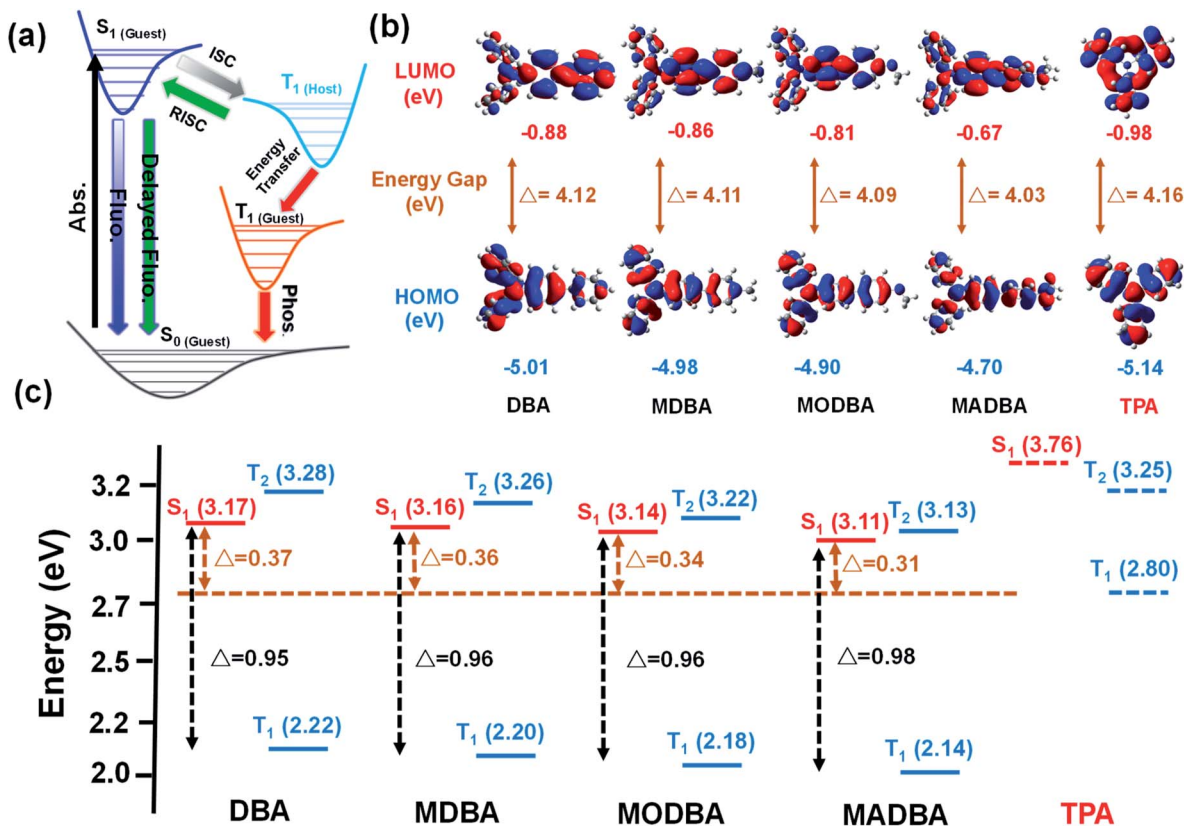 (a)
S1 (Guest)
ISC
RISC
T1 (Host)
Energy
Transfer
T1 (Guest)
Abs.
Fluo.
Delayed Fluo.
Phos.
S0 (Guest)
(b)
LUMO
(eV)
-0.88
-0.86
-0.81
-0.67
-0.98
Energy Gap
(eV)
△= 4.12
△= 4.11
△= 4.09
△= 4.03
△= 4.16
HOMO
(eV)
-5.01
-4.98
-4.90
-4.70
-5.14
DBA
MDBA
MODBA
MADBA
TPA
(c)
Energy (eV)
3.2
3.0
2.7
2.5
2.2
2.0
S1 (3.17)
T2 (3.28)
△=0.37
△=0.95
T1 (2.22)
DBA
S1 (3.16)
T2 (3.26)
△=0.36
△=0.96
T1 (2.20)
MDBA
S1 (3.14)
T2 (3.22)
△=0.34
△=0.96
T1 (2.18)
MODBA
S1 (3.11)
T2 (3.13)
△=0.31
△=0.98
T1 (2.14)
MADBA
S1 (3.76)
T2 (3.25)
T1 (2.80)
TPA